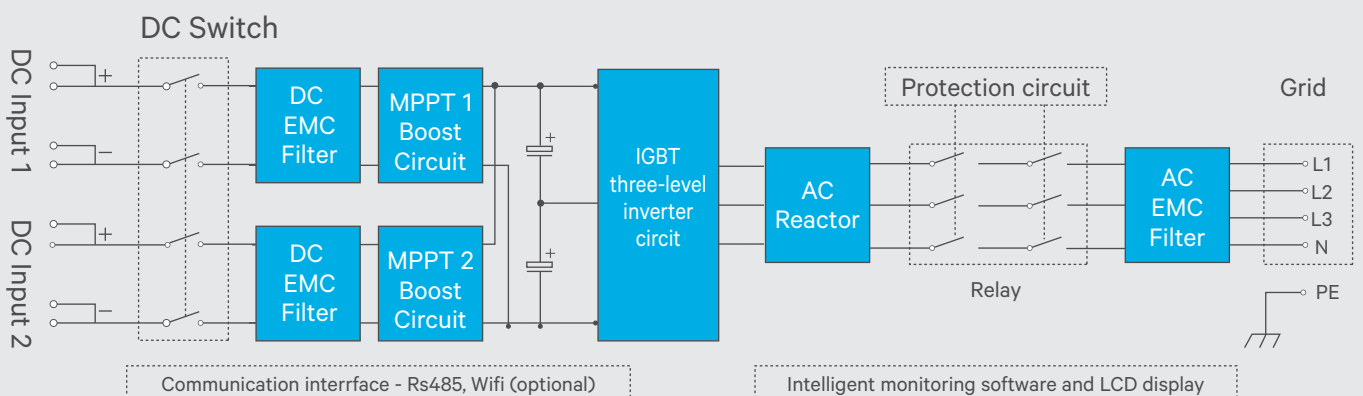 DC Switch
DC Input 1
+
−
DC Input 2
+
−
DC
EMC
Filter
MPPT 1
Boost
Circuit
DC
EMC
Filter
MPPT 2
Boost
Circuit
+
+
IGBT
three-level
inverter
circit
AC
Reactor
Protection circuit
Relay
AC
EMC
Filter
Grid
L1
L2
L3
N
PE
Communication interrface - Rs485, Wifi (optional)
Intelligent monitoring software and LCD display